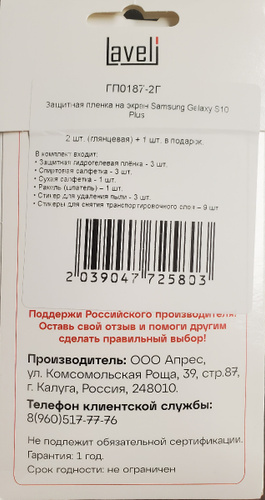 Laveli
ГП0187-2Г
Защитная пленка на экран Samsung Galaxy S10
Plus
2 шт. (глянцевая) + 1 шт. в подарок
В комплект входит:
• Защитная гидрогелевая плёнка - 3 шт.
• Спиртовая салфетка - 3 шт.
• Сухая салфетка - 1 шт.
• Ракель (шпатель) – 1 шт.
• Стикер для удаления пыли - 3 шт.
• Стикеры для снятия транспортировочного слоя – 9 шт
2 039047 725803
Поддержи Российского производителя!
Оставь свой отзыв и помоги другим
сделать правильный выбор!
Производитель: ООО Апрес,
ул. Комсомольская Роща, 39, стр.87,
г. Калуга, Россия, 248010.
Телефон клиентской службы:
8(960)517-77-76
Не подлежит обязательной сертификации.
Гарантия: 1 год.
Срок годности: не ограничен